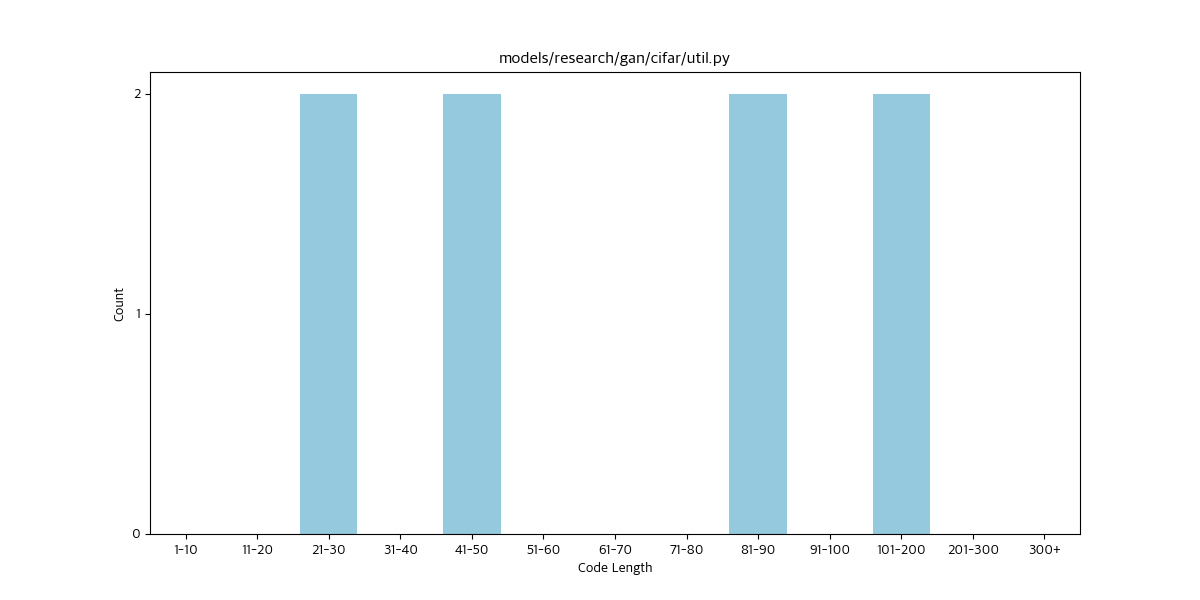 models/research/gan/cifar/util.py
Count
2
1
0
1-10 11-20 21-30 31-40 41-50 51-60 61-70 71-80 81-90 91-100 101-200 201-300 300+
Code Length